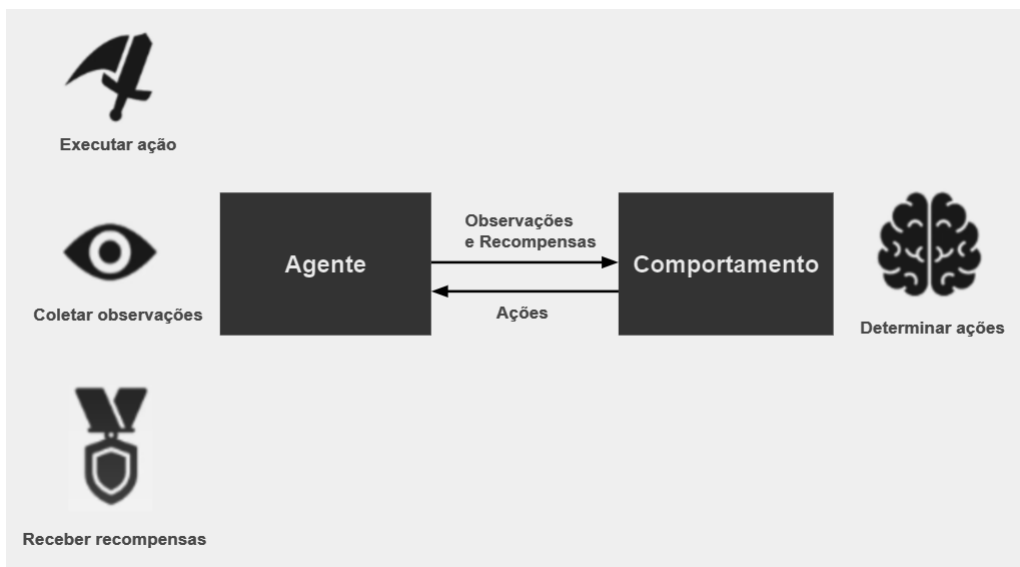 Executar ação
Observações
e Recompensas
Agente
Comportamento
Coletar observações
Ações
Determinar ações
Receber recompensas